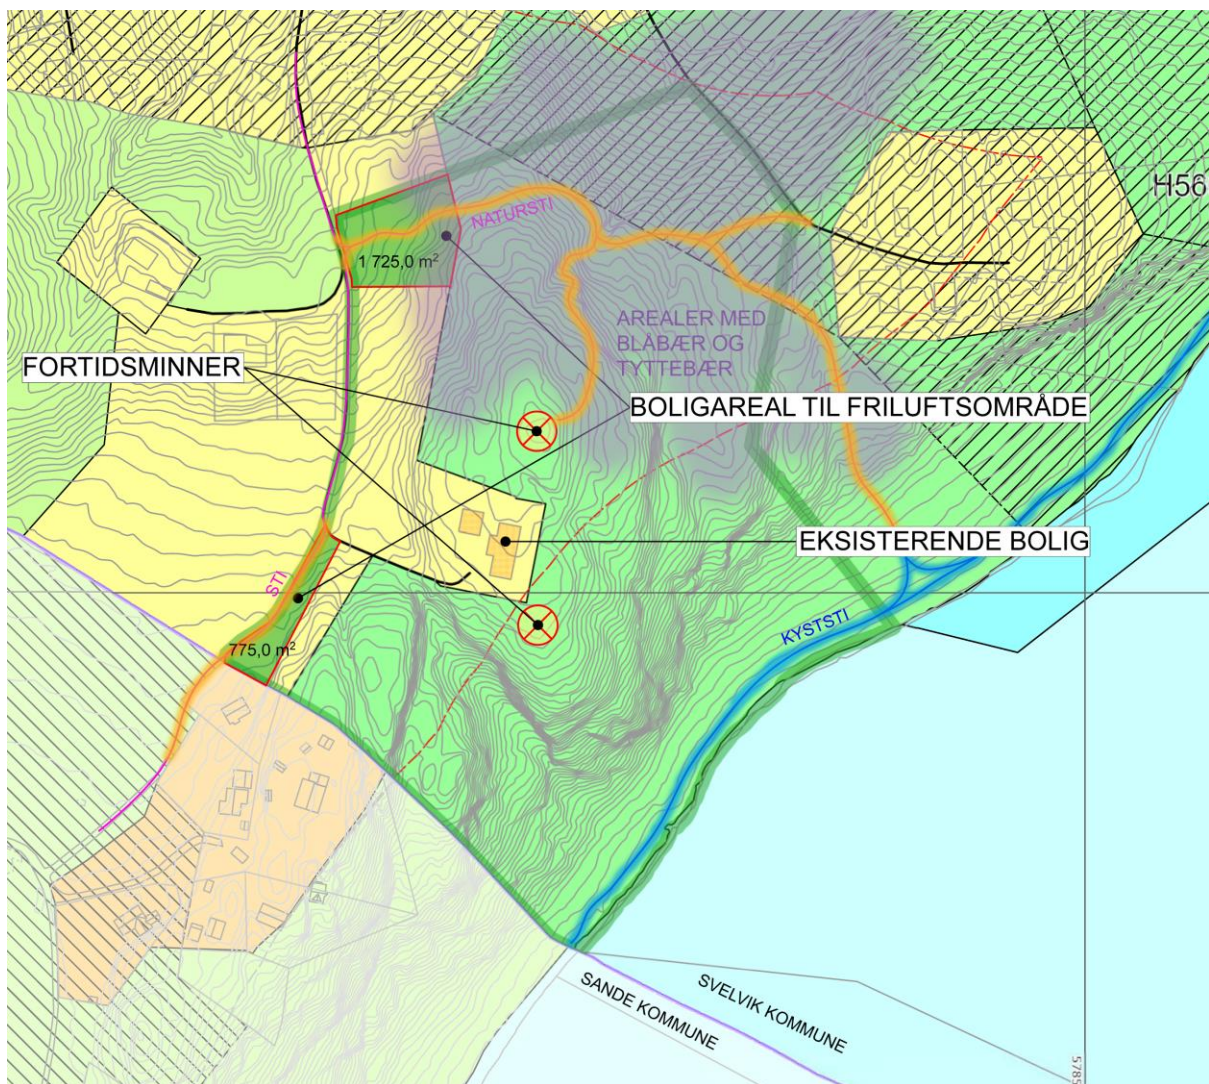 H56
NATURSTI
1 725,0 m²
AREALER MED
BLÅBÆR OG
TYTTEBÆR
FORTIDSMINNER
BOLIGAREAL TIL FRILUFTSOMRÅDE
EKSISTERENDE BOLIG
STI
KYSTSTI
775,0 m²
SANDE KOMMUNE
SVELVIK KOMMUNE
5785